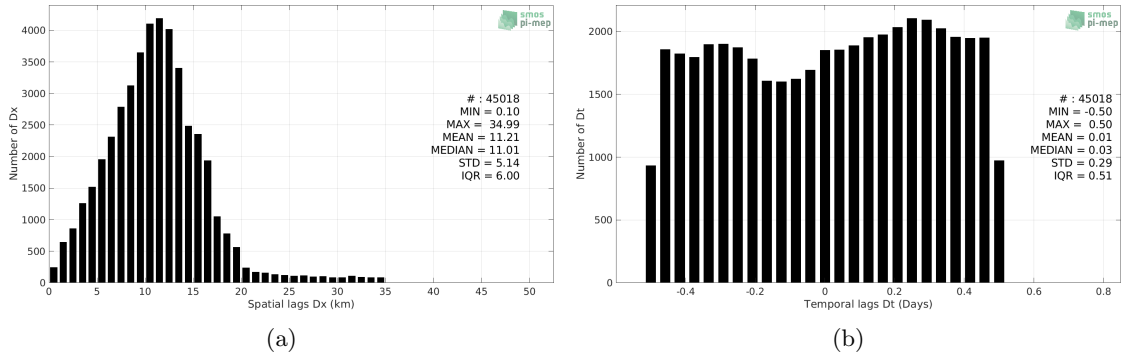 smos
pi-mep
4000
3500
3000
2500
2000
1500
1000
500
0
Number of Dx
# : 45018
MIN = 0.10
MAX = 34.99
MEAN = 11.21
MEDIAN = 11.01
STD = 5.14
IQR = 6.00
0 5 10 15 20 25 30 35 40 45 50
Spatial lags Dx (km)
(a)
smos
pi-mep
2000
1500
1000
500
0
Number of Dt
# : 45018
MIN = -0.50
MAX = 0.50
MEAN = 0.01
MEDIAN = 0.03
STD = 0.29
IQR = 0.51
-0.4 -0.2 0 0.2 0.4 0.6 0.8
Temporal lags Dt (Days)
(b)